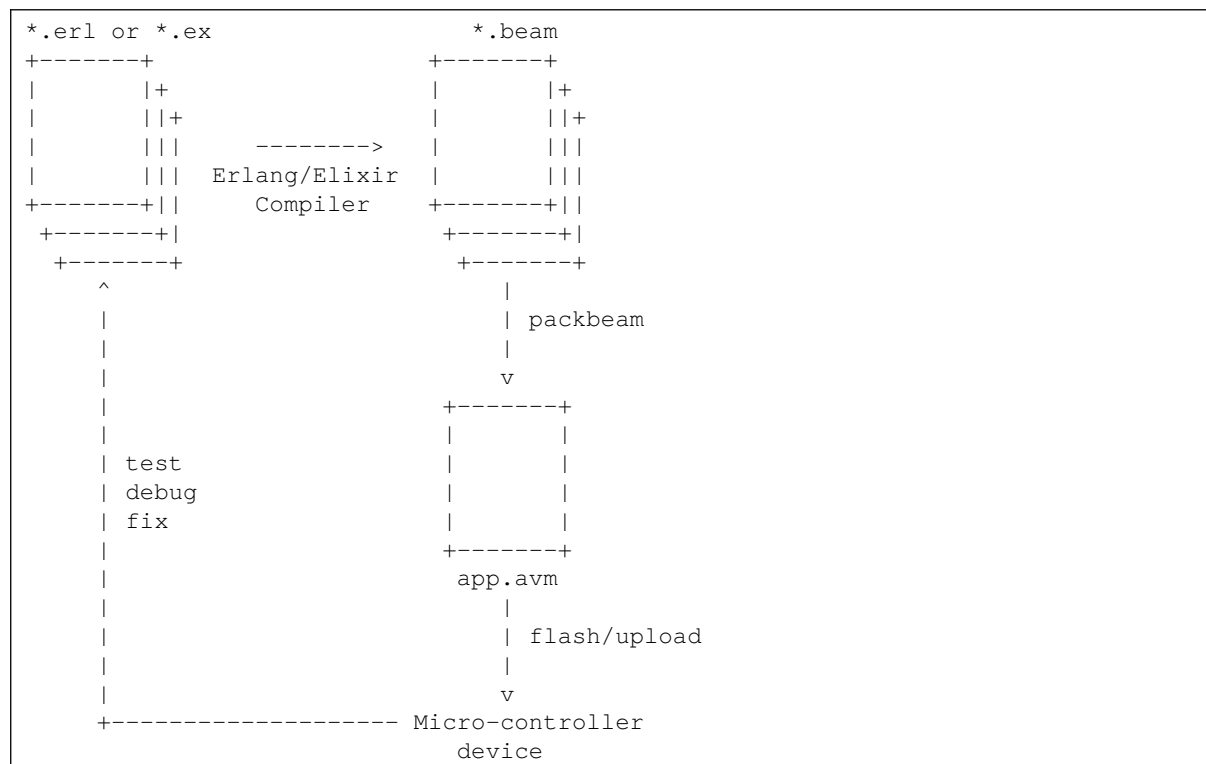 *.erl or *.ex *.beam
-------->
Erlang/Elixir
Compiler
packbeam
test
debug
fix
app.avm
flash/upload
Micro-controller
device